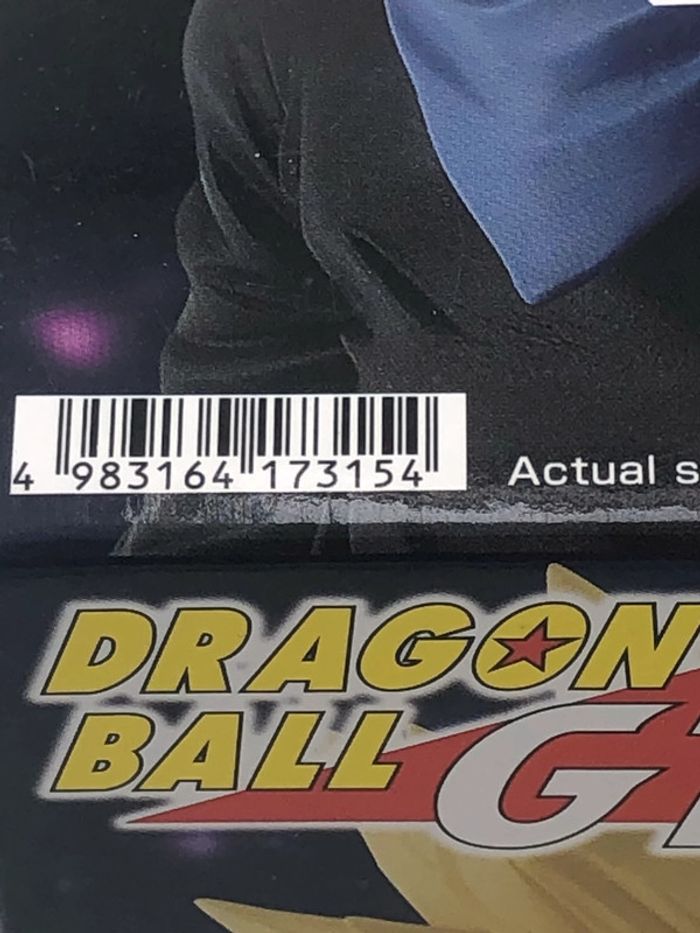 4 983164 173154
Actual s
DRAGON
BALL G